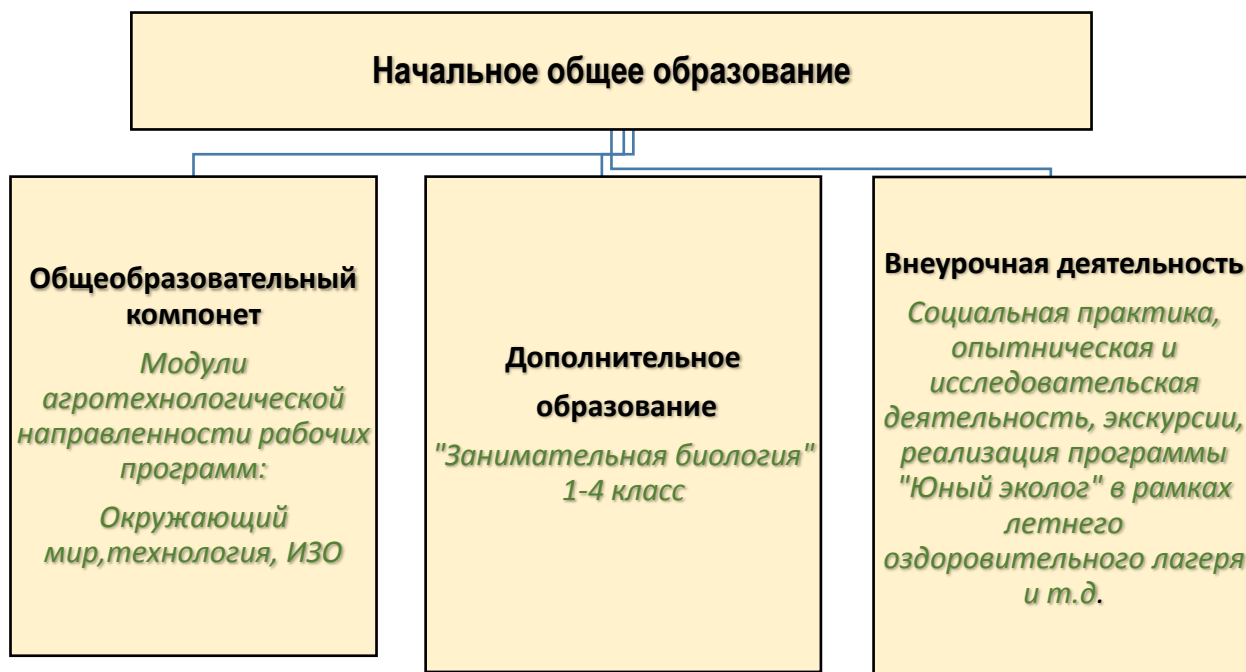 Начальное общее образование
Общеобразовательный
компонет
Модули
агротехнологической
направленности рабочих
программ:
Окружающий
мир,технология, ИЗО
Дополнительное
образование
"Занимательная биология"
1-4 класс
Внеурочная деятельность
Социальная практика,
опытническая и
исследовательская
деятельность, экскурсии,
реализация программы
"Юный эколог" в рамках
летнего
оздоровительного лагеря
и т.д.